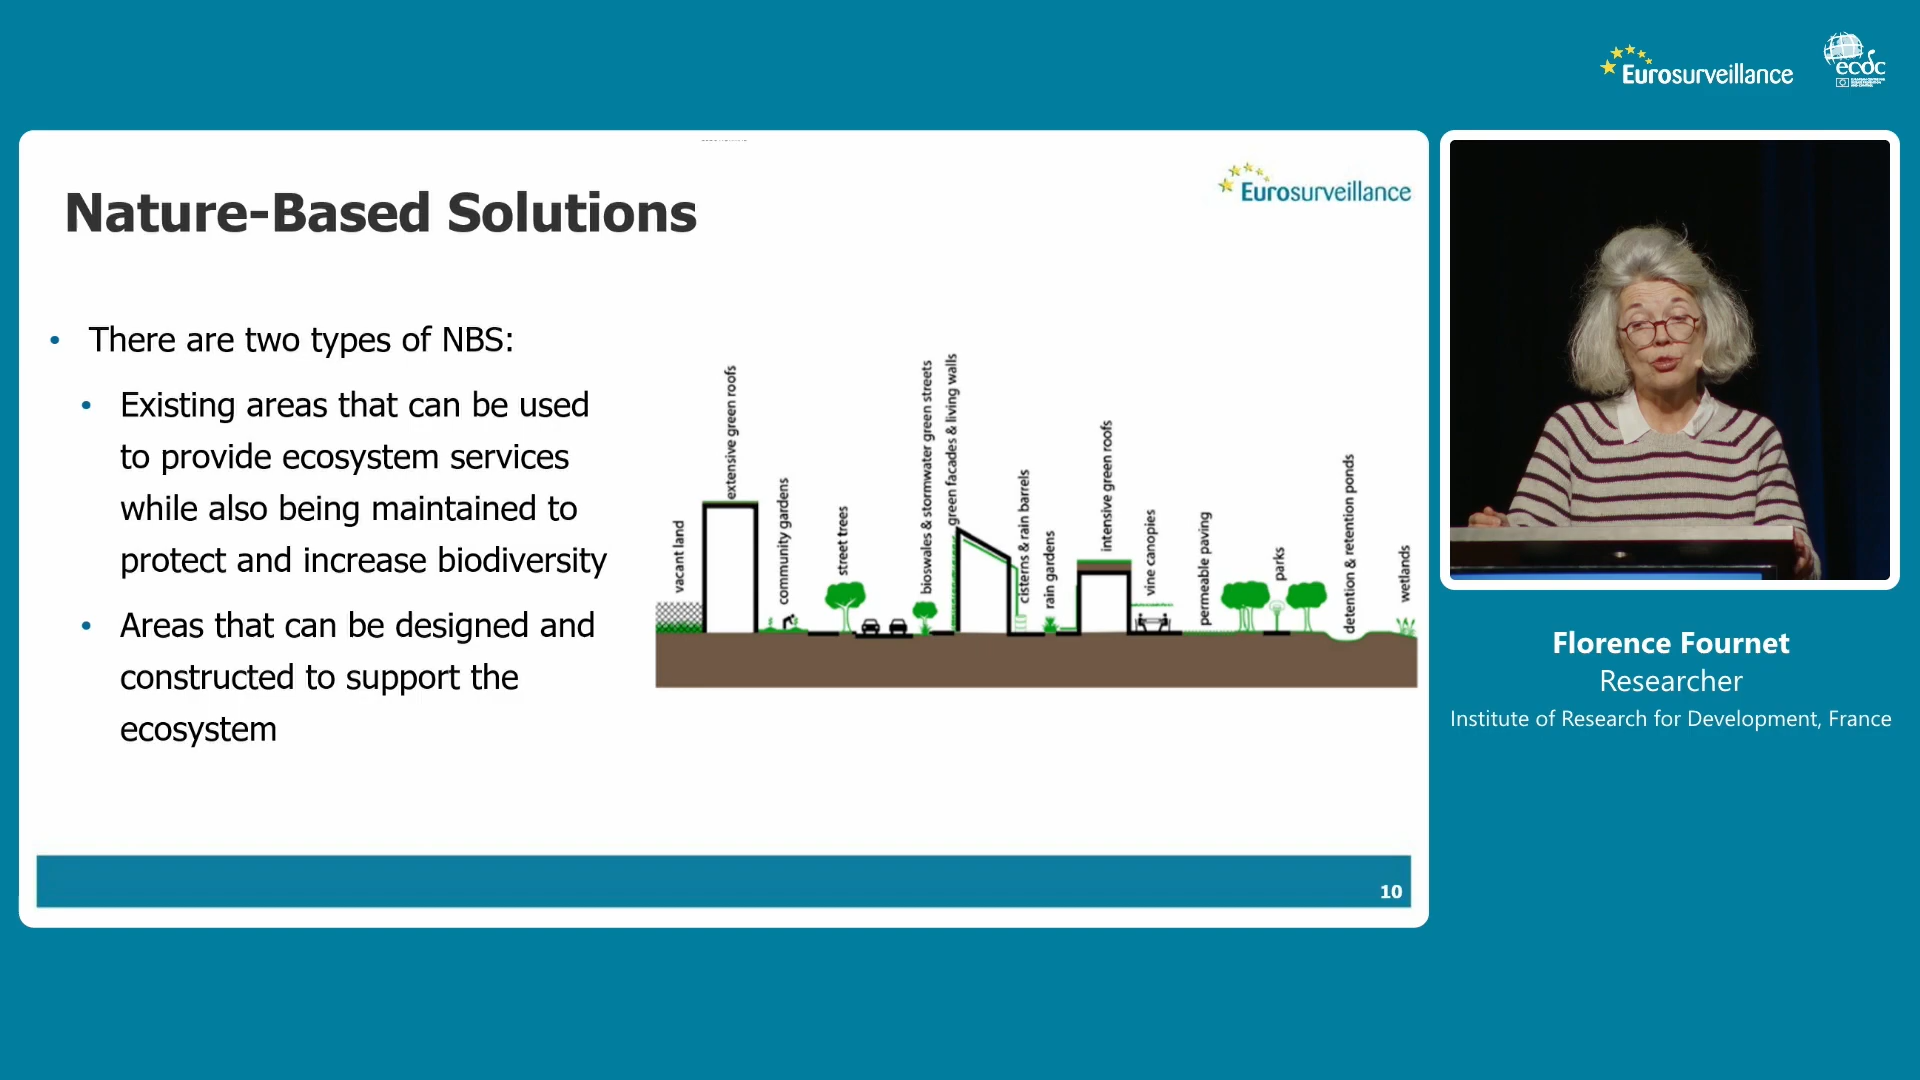 Eurosurveillance
ecdc
Eurosurveillance
Nature-Based Solutions
• There are two types of NBS:
• Existing areas that can be used
to provide ecosystem services
while also being maintained to
protect and increase biodiversity
• Areas that can be designed and
constructed to support the
ecosystem
vacant land
extensive green roofs
community gardens
street trees
bioswales & stormwater green streets
green facades & living walls
cisterns & rain barrels
rain gardens
intensive green roofs
vine canopies
permeable paving
parks
detention & retention ponds
wetlands
10
Florence Fournet
Researcher
Institute of Research for Development, France